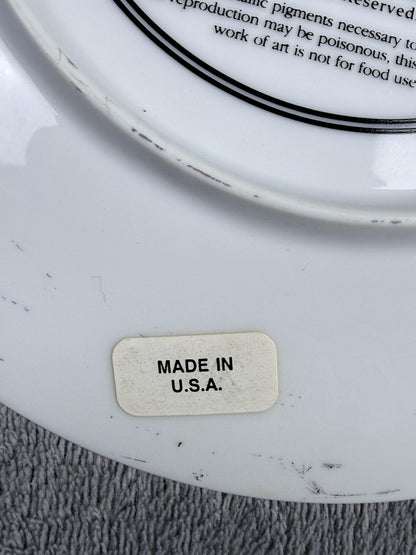 Reserved
pigments necessary to
reproduction may be poisonous, this
work of art is not for food use
MADE IN
U.S.A.